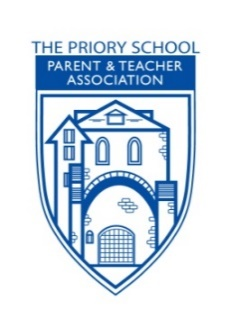 THE PRIORY SCHOOL
PARENT & TEACHER
ASSOCIATION